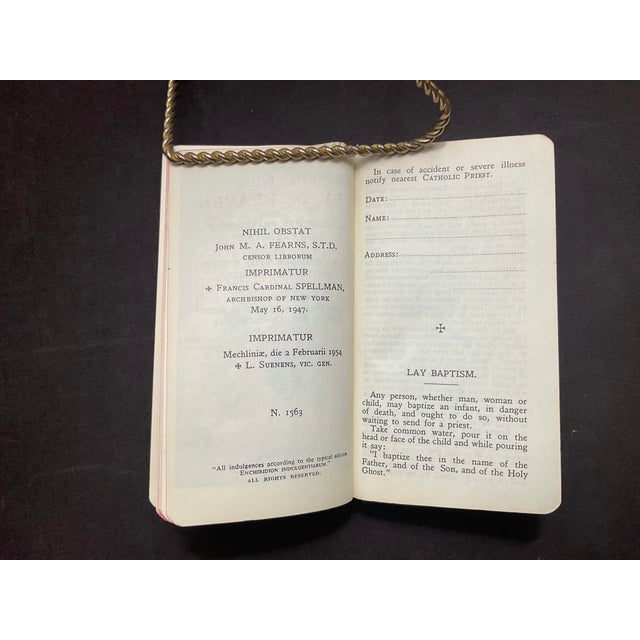 NIHIL OBSTAT
John M. A. FEARNS, S.T.D.
CENSOR LIBRORUM
IMPRIMATUR
✠ Francis Cardinal SPELLMAN,
ARCHBISHOP OF NEW YORK
May 16, 1947.
IMPRIMATUR
Mechliniæ, die 2 Februarii 1954
✠ L. Suenens, vic. gen.
N. 1563
"All indulgences according to the typical edition
Enchiridion Indulgentiarum."
ALL RIGHTS RESERVED.
In case of accident or severe illness
notify nearest Catholic Priest.
Date:
Name:
Address:
✠
LAY BAPTISM.
Any person, whether man, woman or
child, may baptize an infant, in danger
of death, and ought to do so, without
waiting to send for a priest.
Take common water, pour it on the
head or face of the child and while pouring
it say:
"I baptize thee in the name of the
Father, and of the Son, and of the Holy
Ghost."